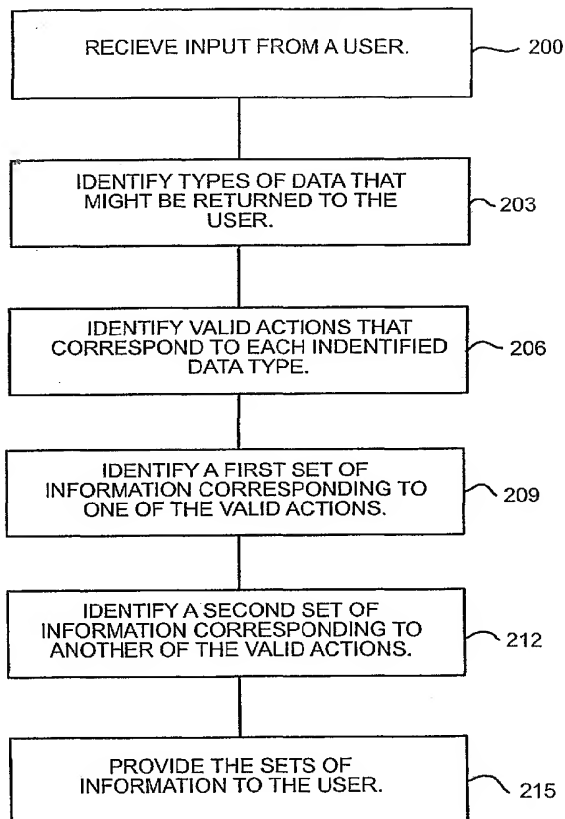 RECIEVE INPUT FROM A USER.
200
IDENTIFY TYPES OF DATA THAT
MIGHT BE RETURNED TO THE
USER.
203
IDENTIFY VALID ACTIONS THAT
CORRESPOND TO EACH INDENTIFIED
DATA TYPE.
206
IDENTIFY A FIRST SET OF
INFORMATION CORRESPONDING TO
ONE OF THE VALID ACTIONS.
209
IDENTIFY A SECOND SET OF
INFORMATION CORRESPONDING TO
ANOTHER OF THE VALID ACTIONS.
212
PROVIDE THE SETS OF
INFORMATION TO THE USER.
215